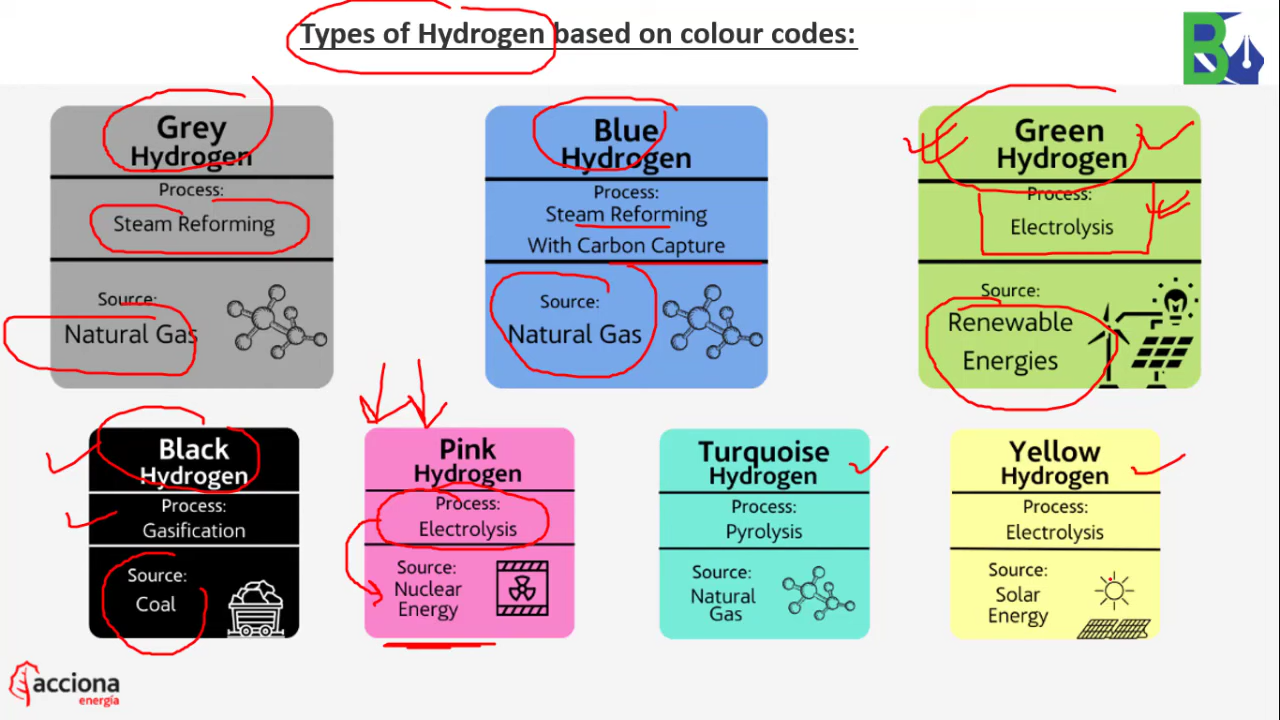 Types of Hydrogen based on colour codes:
B
Grey
Hydrogen
Process:
Steam Reforming
Source:
Natural Gas
Blue
Hydrogen
Process:
Steam Reforming
With Carbon Capture
Source:
Natural Gas
Green
Hydrogen
Process:
Electrolysis
Source:
Renewable
Energies
Black
Hydrogen
Process:
Gasification
Source:
Coal
Pink
Hydrogen
Process:
Electrolysis
Source:
Nuclear
Energy
Turquoise
Hydrogen
Process:
Pyrolysis
Source:
Natural
Gas
Yellow
Hydrogen
Process:
Electrolysis
Source:
Solar
Energy
acciona
energía